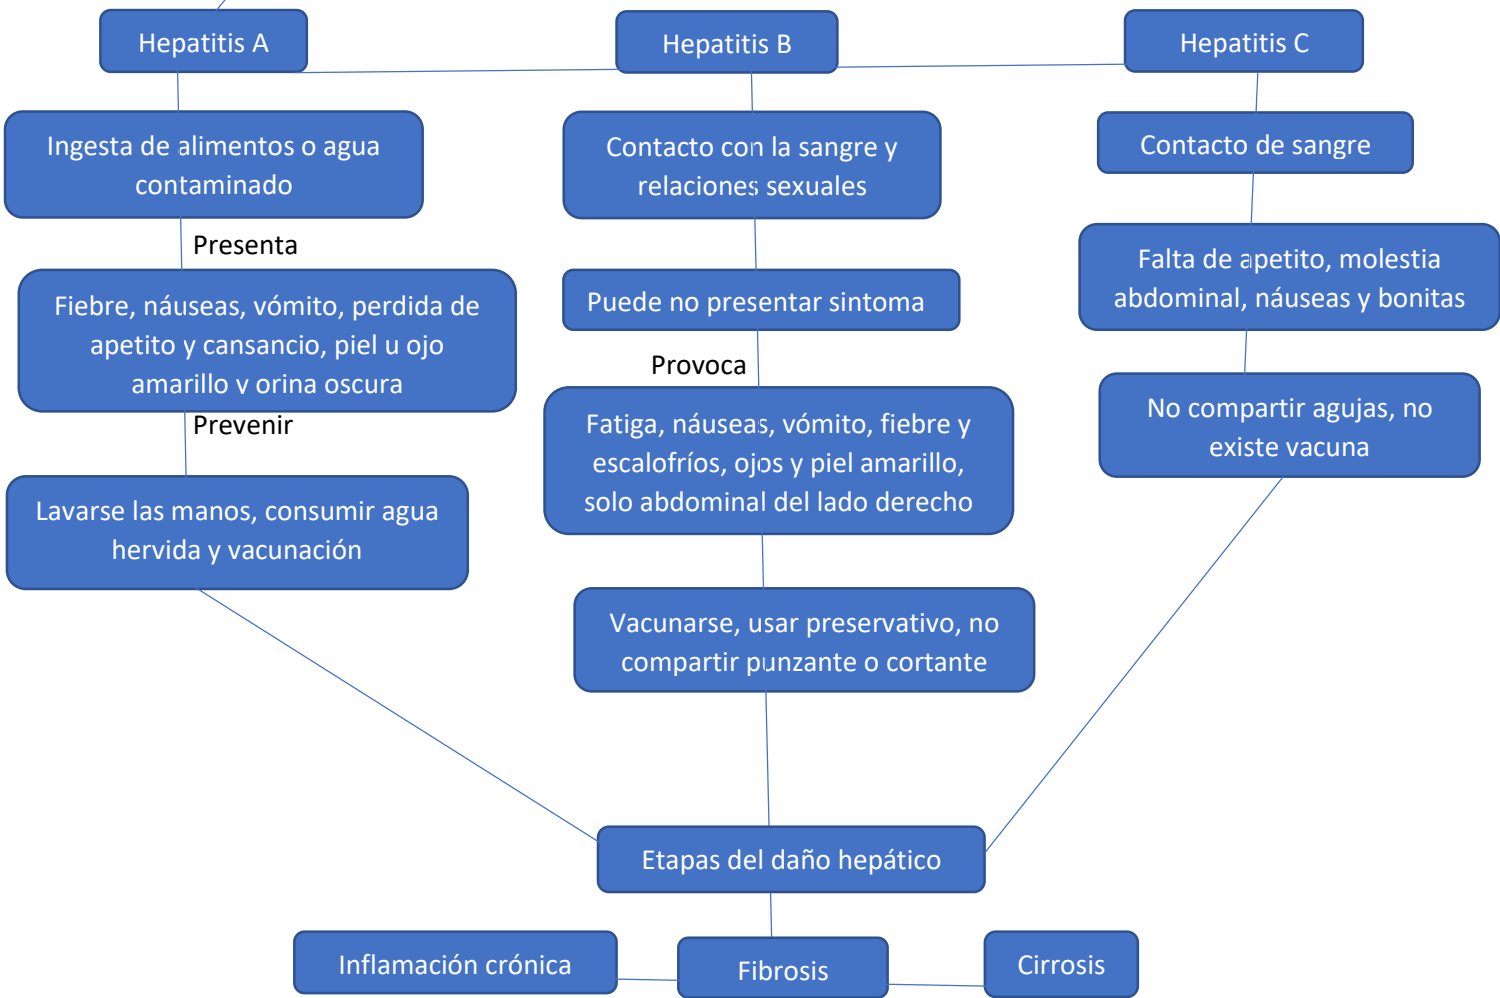 Hepatitis A
Hepatitis B
Hepatitis C
Ingesta de alimentos o agua
contaminado
Contacto con la sangre y
relaciones sexuales
Contacto de sangre
Presenta
Fiebre, náuseas, vómito, perdida de
apetito y cansancio, piel u ojo
amarillo y orina oscura
Puede no presentar sintoma
Falta de apetito, molestia
abdominal, náuseas y bonitas
Provoca
Prevenir
Fatiga, náuseas, vómito, fiebre y
escalofríos, ojos y piel amarillo,
solo abdominal del lado derecho
No compartir agujas, no
existe vacuna
Lavarse las manos, consumir agua
hervida y vacunación
Vacunarse, usar preservativo, no
compartir punzante o cortante
Etapas del daño hepático
Inflamación crónica
Fibrosis
Cirrosis